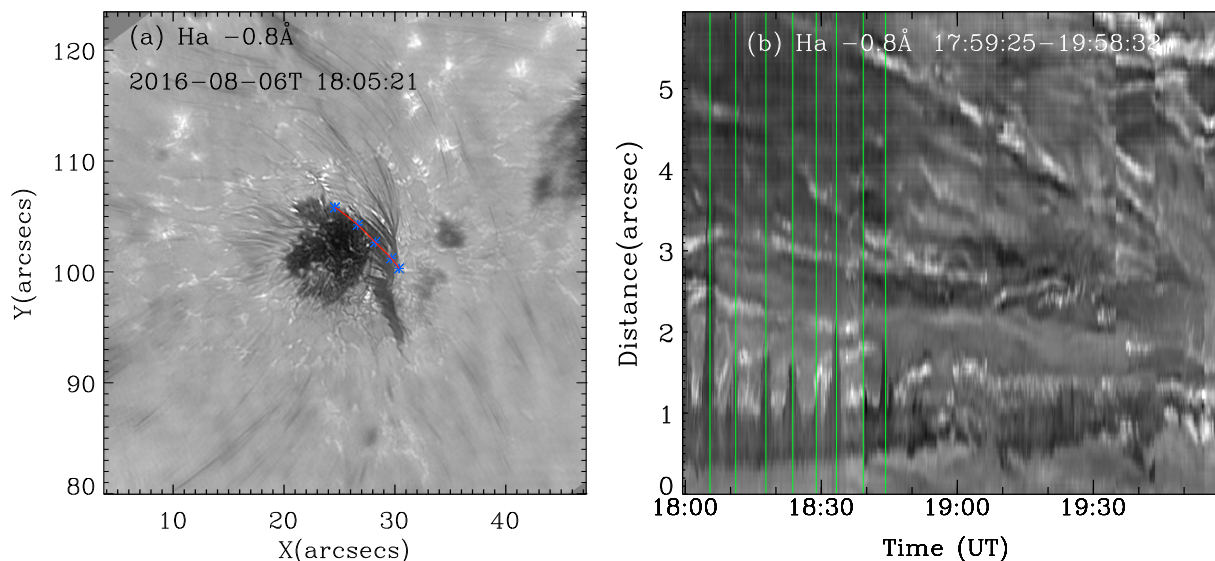 (a) Ha −0.8Å
2016−08−06T 18:05:21
120
110
100
90
80
Y(arcsecs)
10 20 30 40
X(arcsecs)
(b) Ha −0.8Å 17:59:25−19:58:32
5
4
3
2
1
0
Distance(arcsec)
18:00 18:30 19:00 19:30
Time (UT)